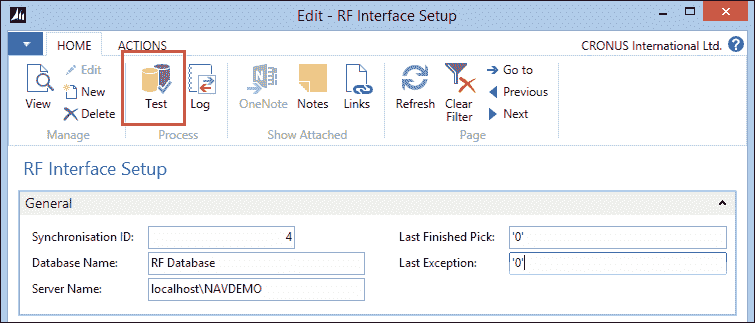 Edit - RF Interface Setup
HOME ACTIONS CRONUS International Ltd.
View
Edit
New
Delete
Manage
Test
Log
Process
OneNote
Notes
Links
Show Attached
Refresh
Clear
Filter
Go to
Previous
Next
Page
RF Interface Setup
General
Synchronisation ID: 4
Last Finished Pick: '0'
Database Name: RF Database
Last Exception: '0'
Server Name: localhost\NAVDEMO